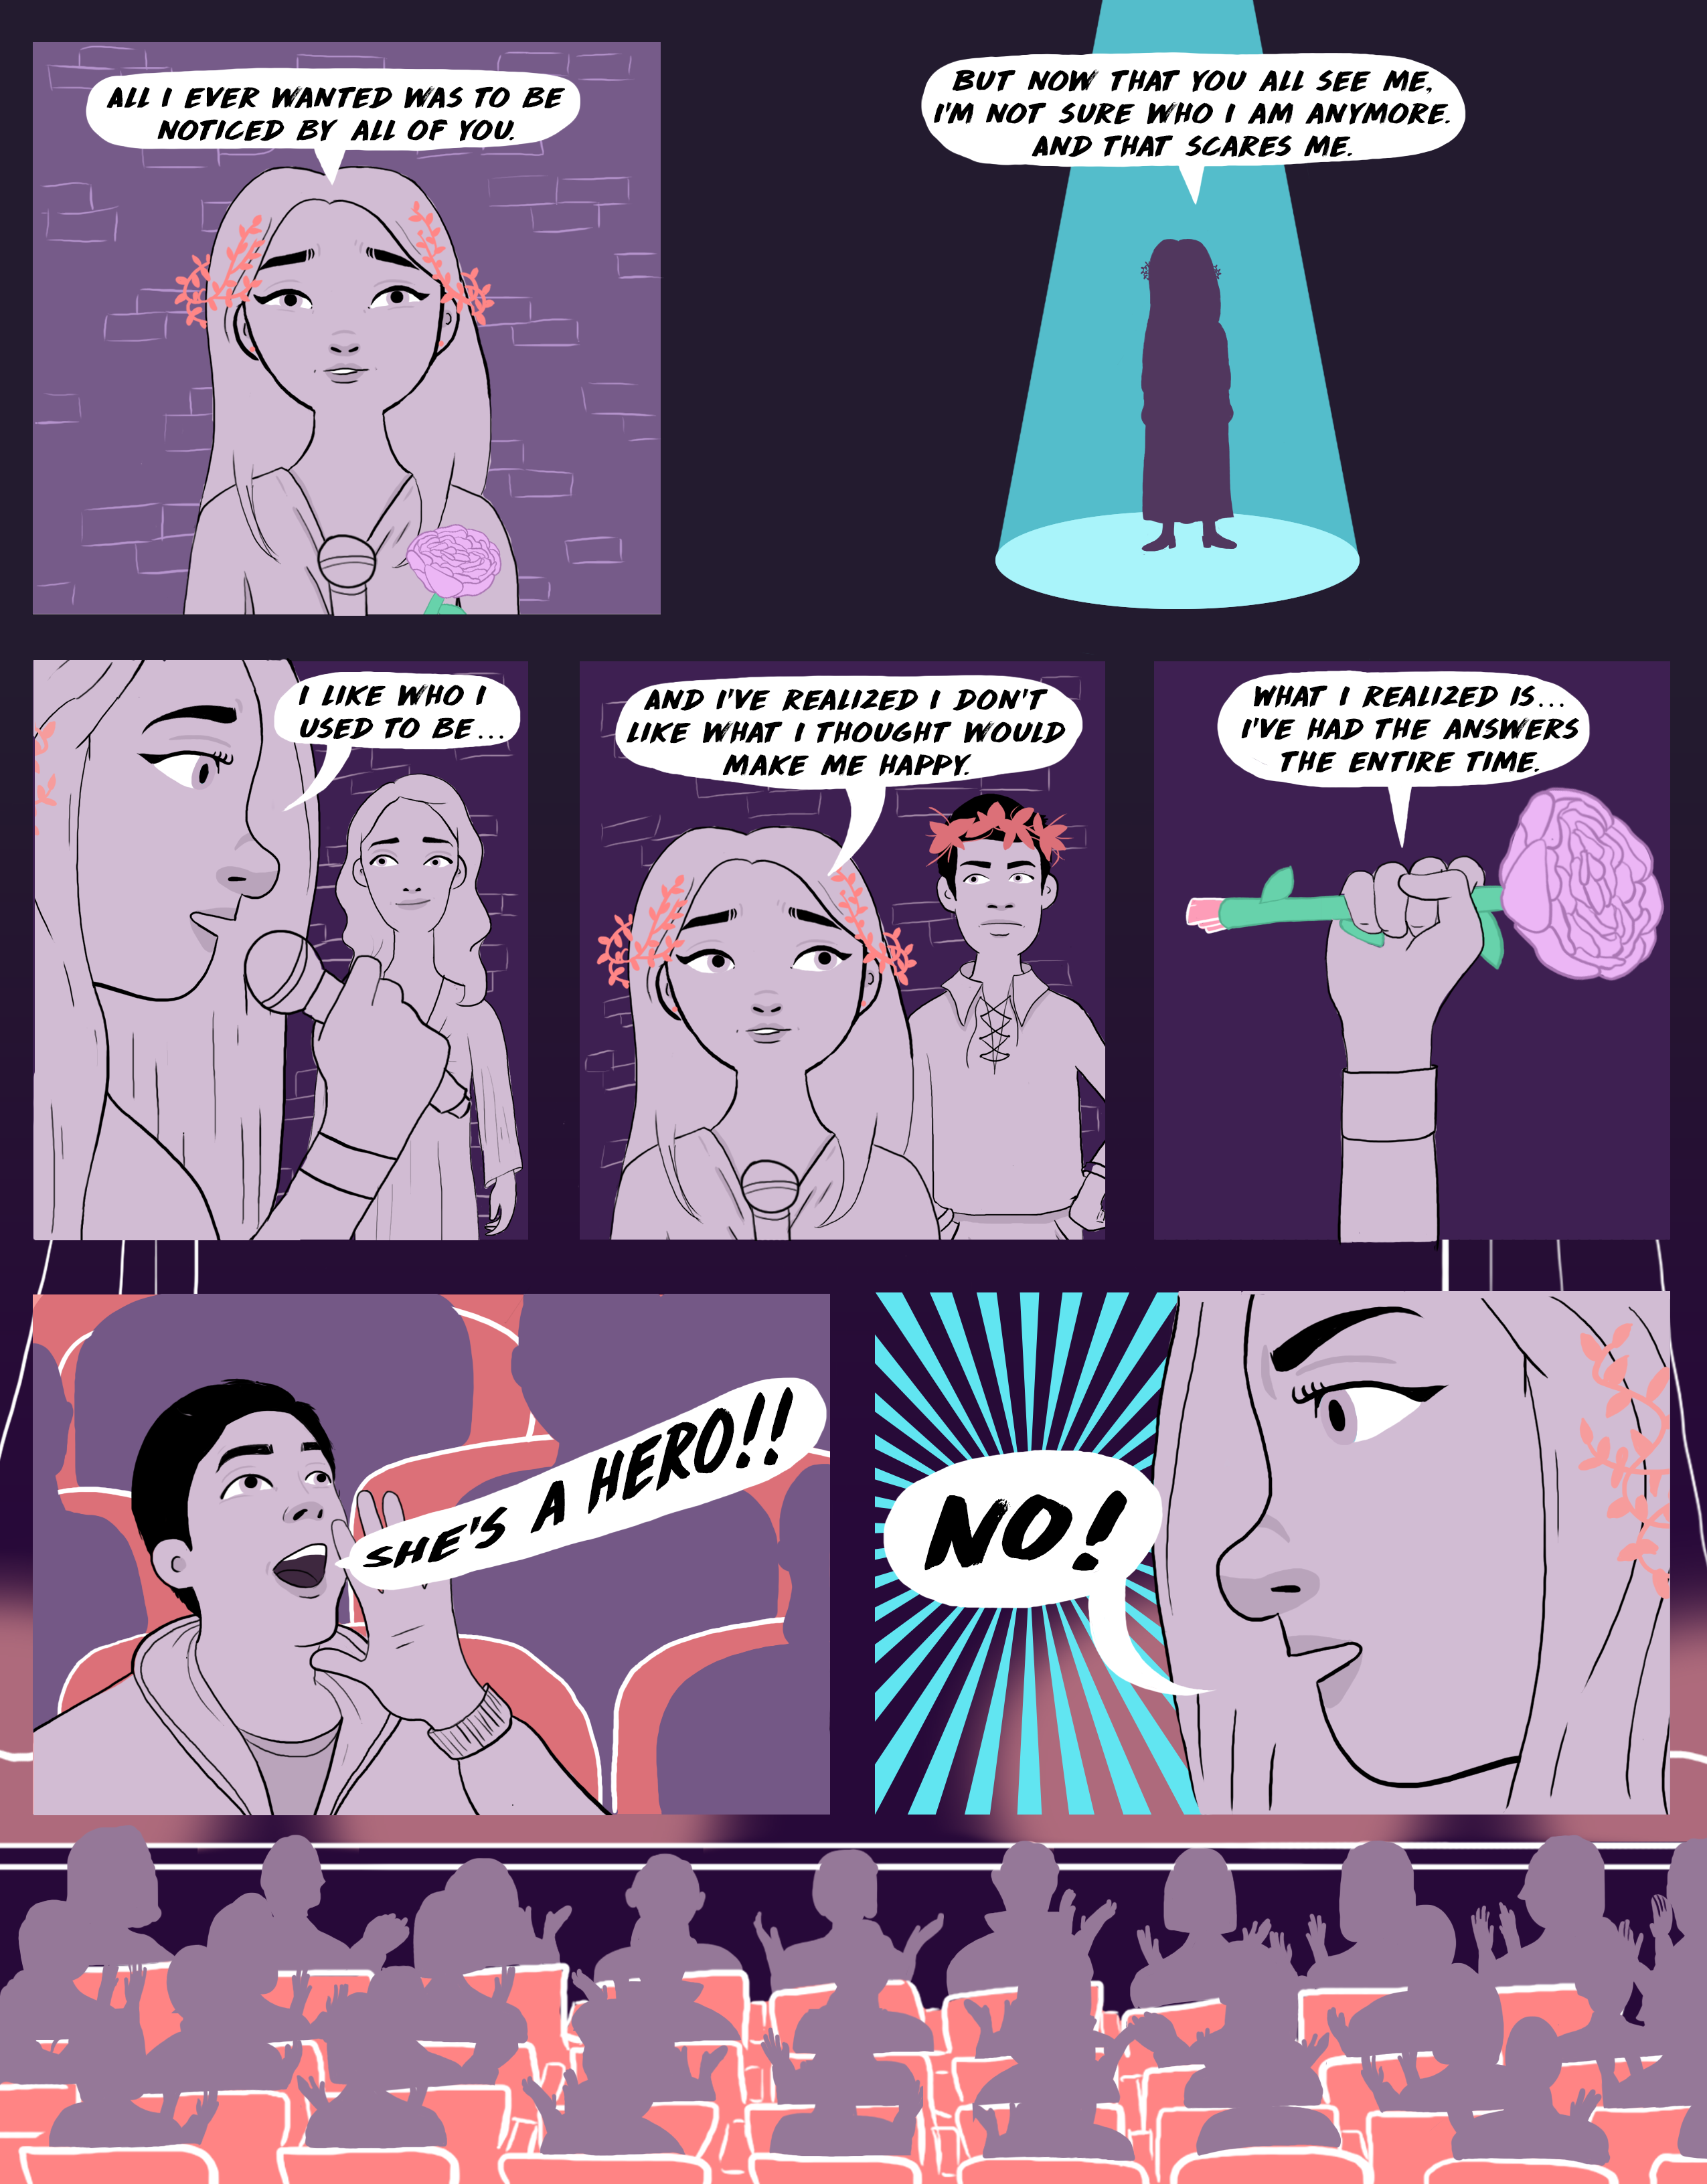 ALL I EVER WANTED WAS TO BE
NOTICED BY ALL OF YOU.
BUT NOW THAT YOU ALL SEE ME,
I'M NOT SURE WHO I AM ANYMORE.
AND THAT SCARES ME.
I LIKE WHO I
USED TO BE...
AND I'VE REALIZED I DON'T
LIKE WHAT I THOUGHT WOULD
MAKE ME HAPPY.
WHAT I REALIZED IS...
I'VE HAD THE ANSWERS
THE ENTIRE TIME.
SHE'S A HERO!!
NO!